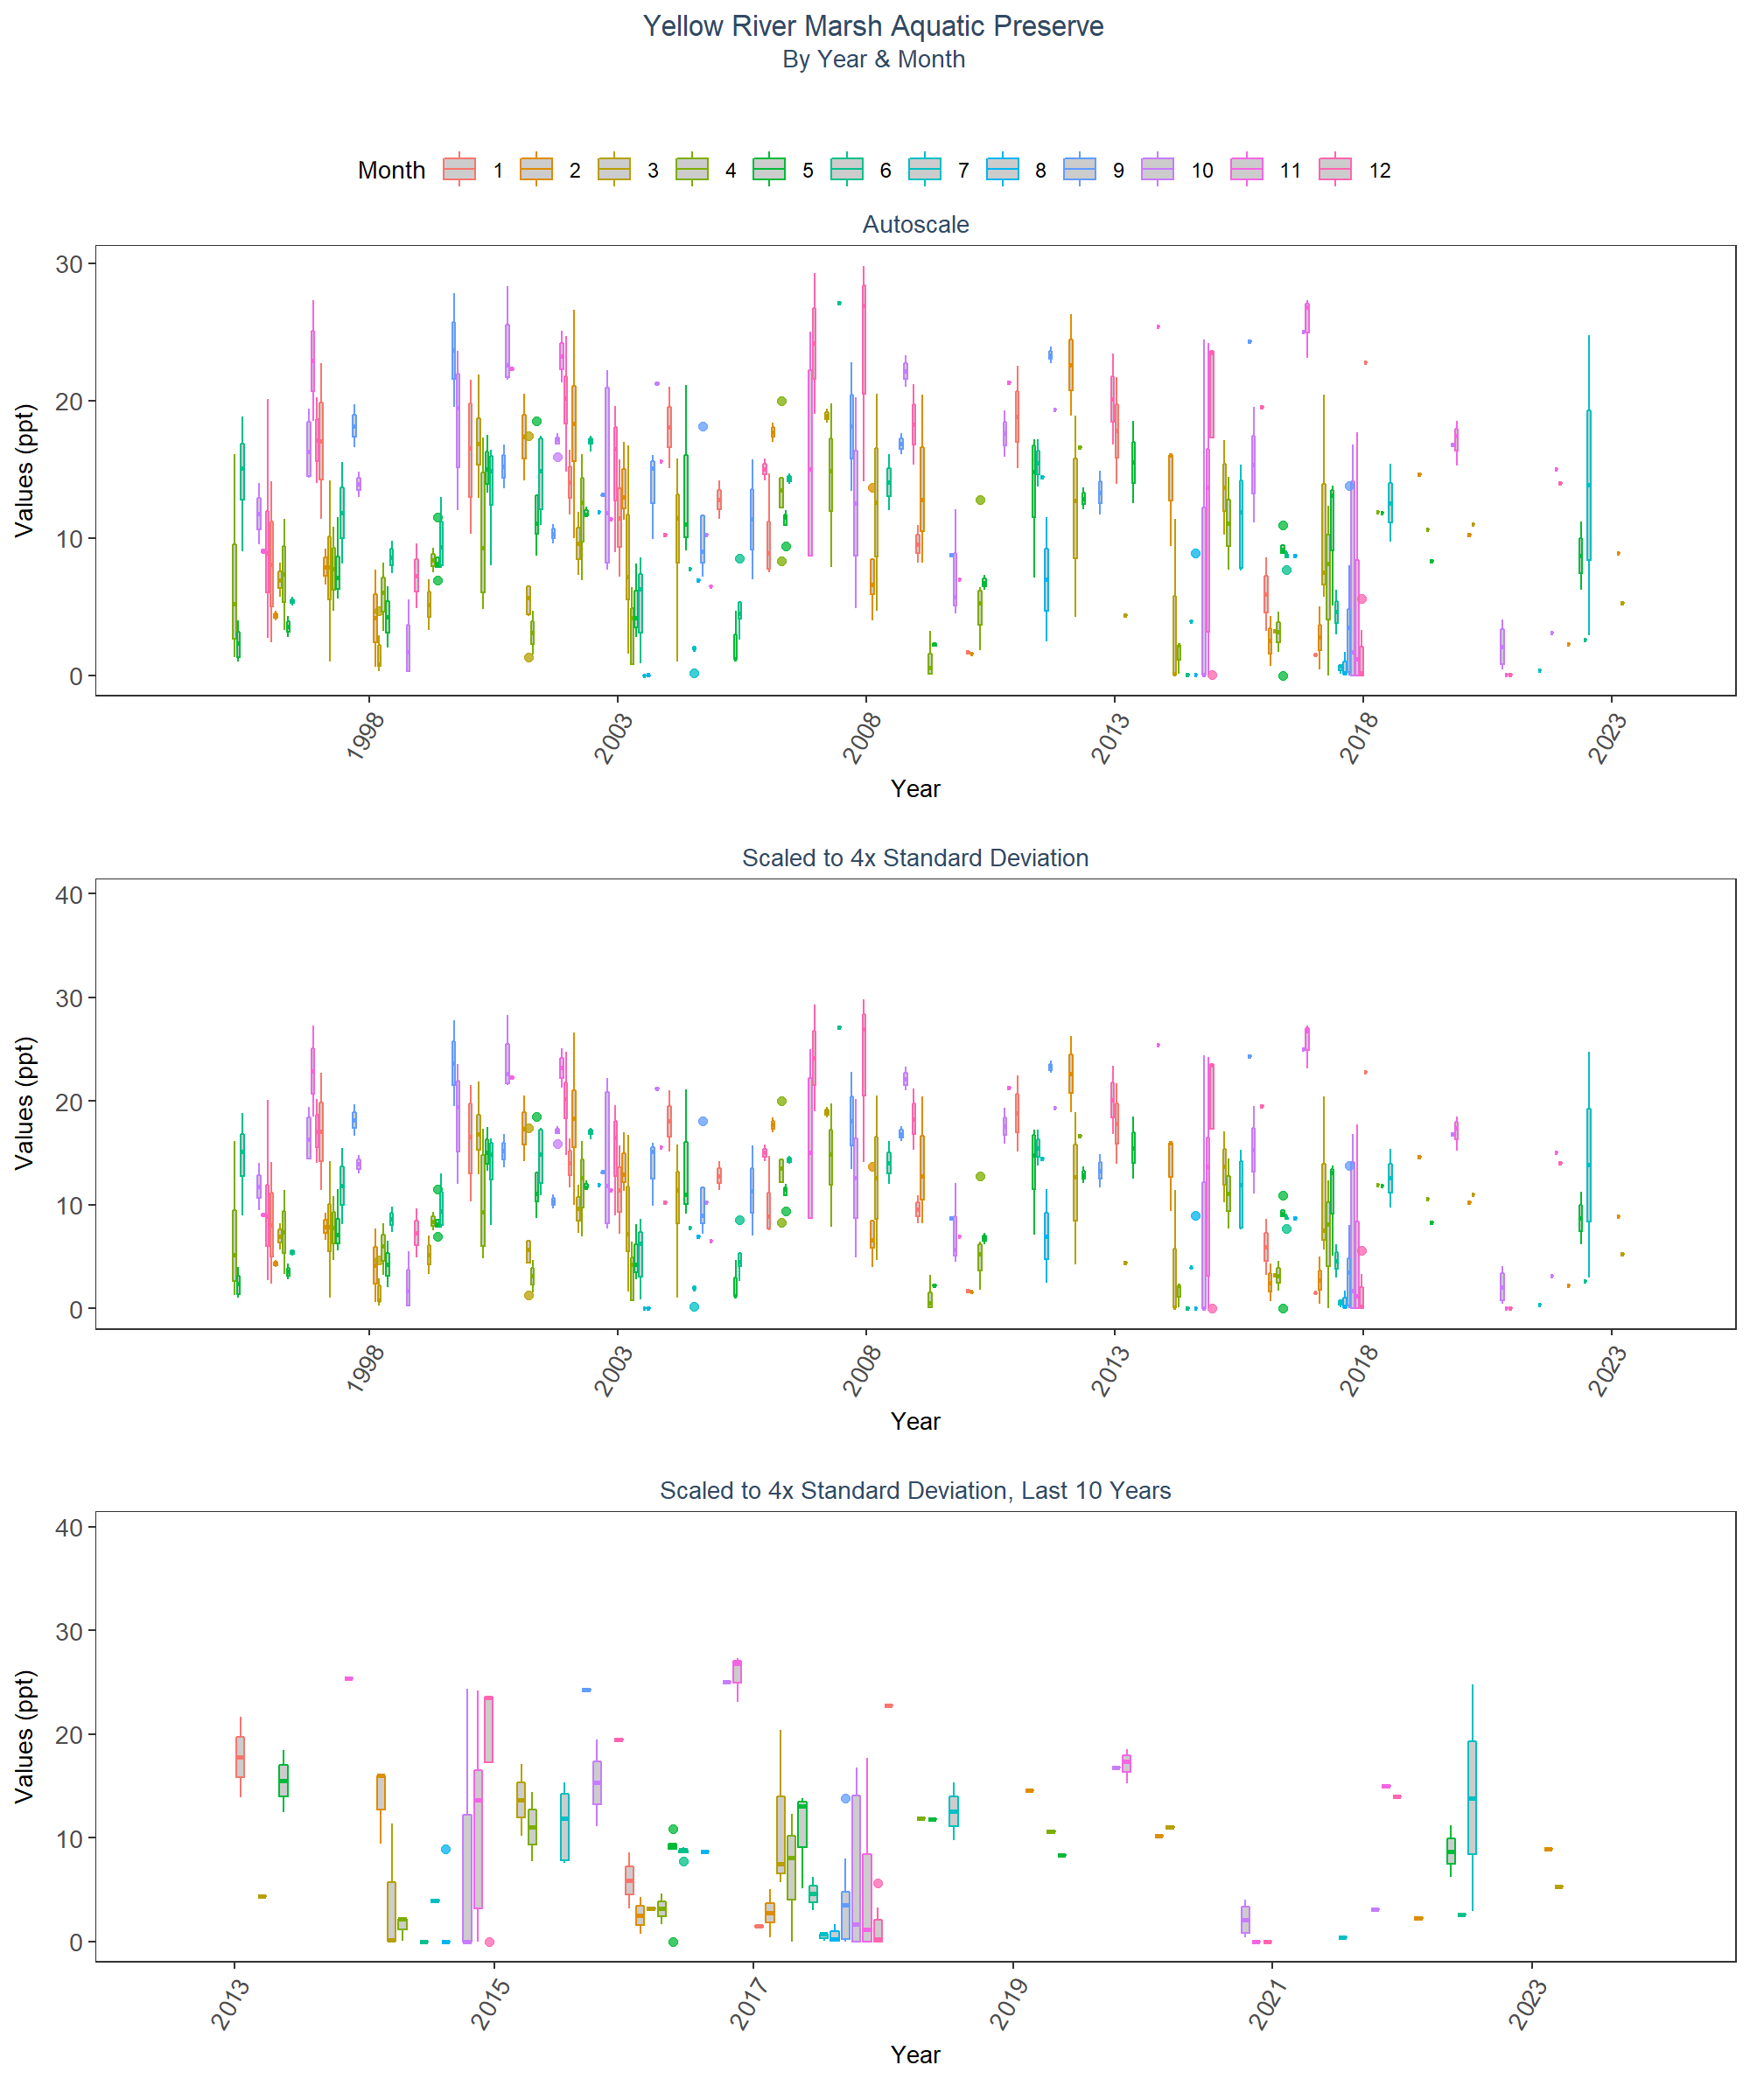 Yellow River Marsh Aquatic Preserve
By Year & Month
Month 1 2 3 4 5 6 7 8 9 10 11 12
Autoscale
30
20
10
0
Values (ppt)
1998 2003 2008 2013 2018 2023
Year
Scaled to 4x Standard Deviation
40
30
20
10
0
Values (ppt)
1998 2003 2008 2013 2018 2023
Year
Scaled to 4x Standard Deviation, Last 10 Years
40
30
20
10
0
Values (ppt)
2013 2015 2017 2019 2021 2023
Year